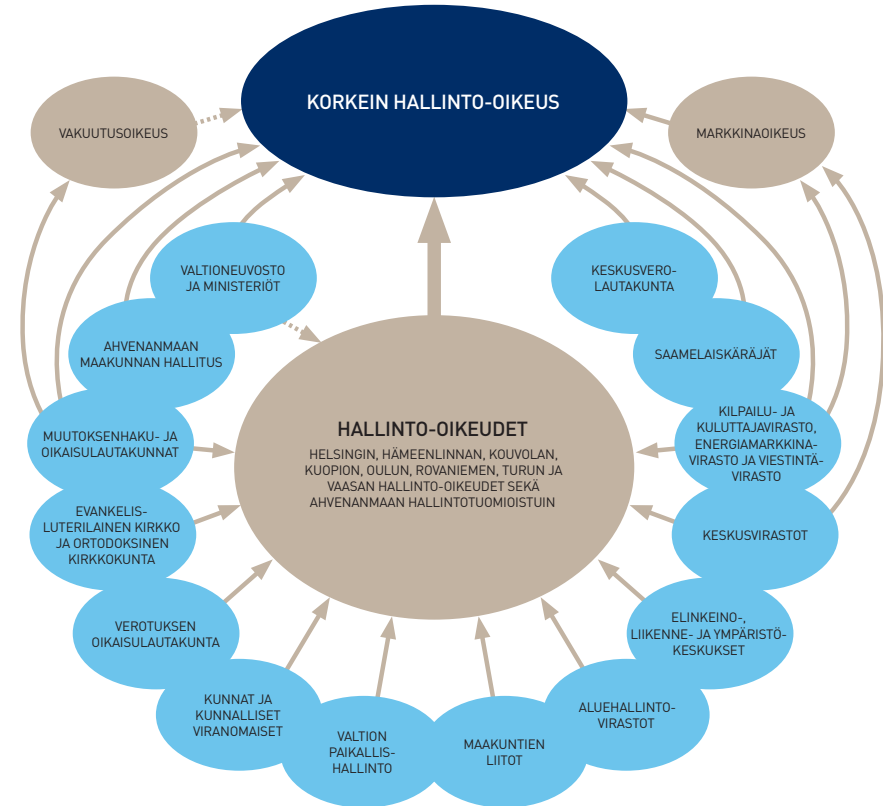 KORKEIN HALLINTO-OIKEUS
VAKUUTUSOIKEUS
MARKKINAOIKEUS
VALTIONEUVOSTO
JA MINISTERIÖT
KESKUSVERO-
LAUTAKUNTA
AHVENANMAAN
MAAKUNNAN HALLITUS
SAAMELAISKÄRÄJÄT
MUUTOKSENHAKU- JA
OIKAISULAUTAKUNNAT
HALLINTO-OIKEUDET
HELSINGIN, HÄMEENLINNAN, KOUVOLAN,
KUOPION, OULUN, ROVANIEMEN, TURUN JA
VAASAN HALLINTO-OIKEUDET SEKÄ
AHVENANMAAN HALLINTOTUOMIOISTUIN
KILPAILU- JA
KULUTTAJAVIRASTO,
ENERGIAMARKKINA-
VIRASTO JA VIESTINTÄ-
VIRASTO
EVANKELIS-
LUTERILAINEN KIRKKO
JA ORTODOKSINEN
KIRKKOKUNTA
KESKUSVIRASTOT
VEROTUKSEN
OIKAISULAUTAKUNTA
ELINKEINO-,
LIIKENNE- JA YMPÄRISTÖ-
KESKUKSET
KUNNAT JA
KUNNALLISET
VIRANOMAISET
ALUEHALLINTO-
VIRASTOT
VALTION
PAIKALLIS-
HALLINTO
MAAKUNTIEN
LIITOT